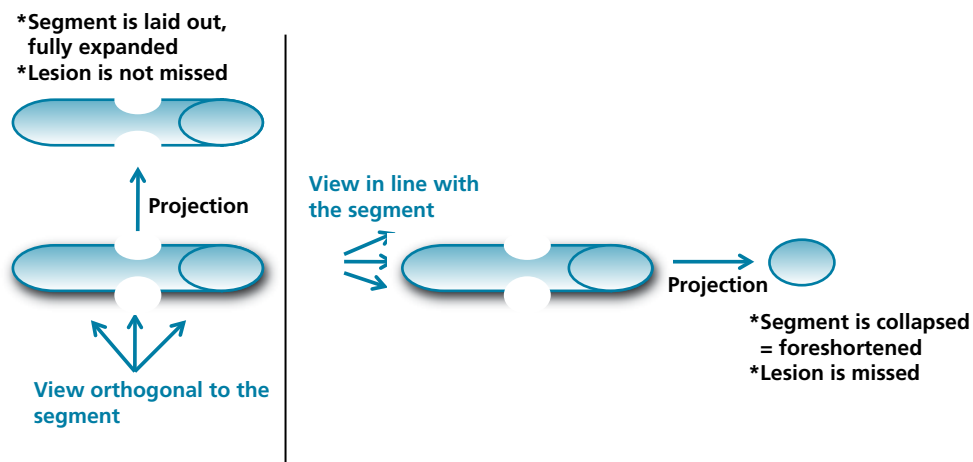 *Segment is laid out,
fully expanded
*Lesion is not missed
Projection
View orthogonal to the
segment
View in line with
the segment
Projection
*Segment is collapsed
= foreshortened
*Lesion is missed